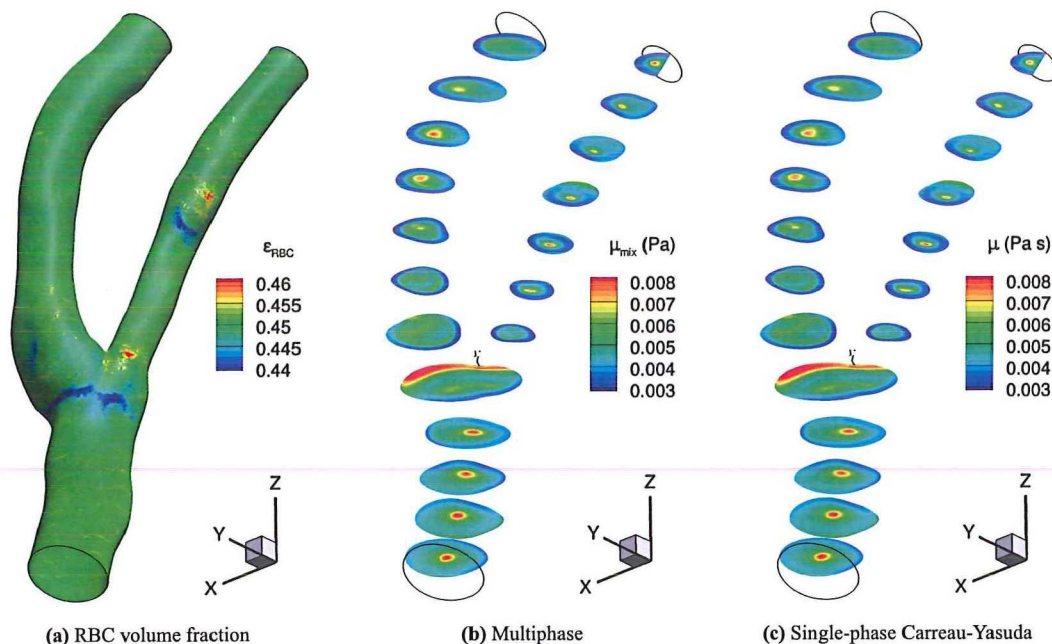 ε_RBC
0.46
0.455
0.45
0.445
0.44
Z
Y
X
(a) RBC volume fraction
μ_mix (Pa)
0.008
0.007
0.006
0.005
0.004
0.003
Z
Y
X
(b) Multiphase
μ (Pa s)
0.008
0.007
0.006
0.005
0.004
0.003
Z
Y
X
(c) Single-phase Carreau-Yasuda